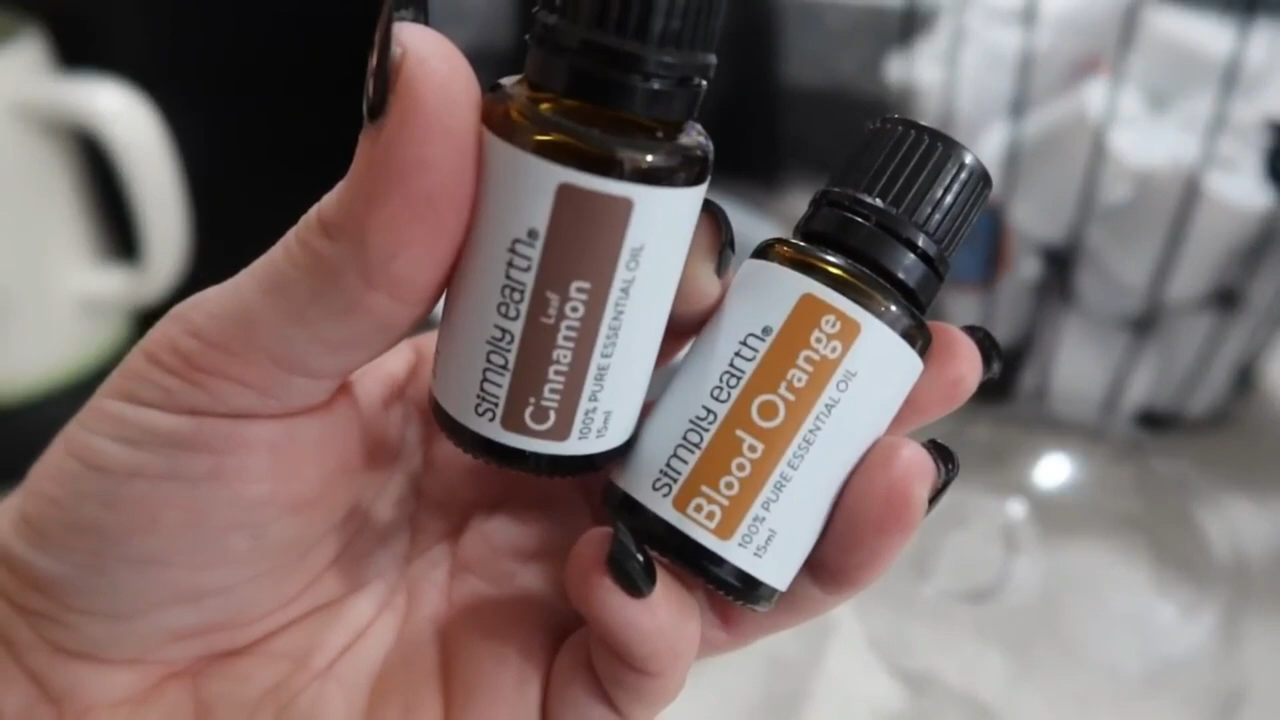 simply earth®
Leaf
Cinnamon
100% PURE ESSENTIAL OIL
15ml
simply earth®
Blood Orange
100% PURE ESSENTIAL OIL
15ml